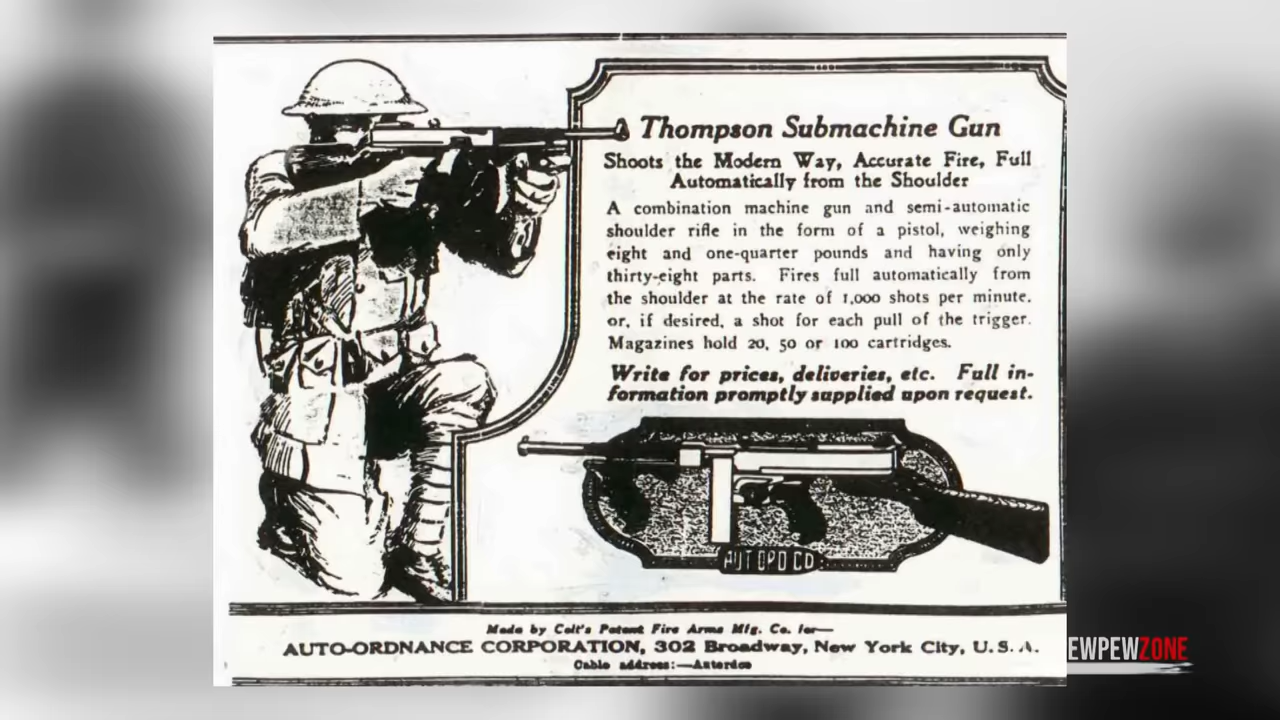 Thompson Submachine Gun
Shoots the Modern Way, Accurate Fire, Full
Automatically from the Shoulder
A combination machine gun and semi-automatic
shoulder rifle in the form of a pistol, weighing
eight and one-quarter pounds and having only
thirty-eight parts. Fires full automatically from
the shoulder at the rate of 1,000 shots per minute,
or, if desired, a shot for each pull of the trigger.
Magazines hold 20, 50 or 100 cartridges.
Write for prices, deliveries, etc. Full in-
formation promptly supplied upon request.
Made by Colt's Patent Fire Arms Mfg. Co. for—
AUTO-ORDNANCE CORPORATION, 302 Broadway, New York City, U. S. A.
Cable address:—
EWPEWZONE